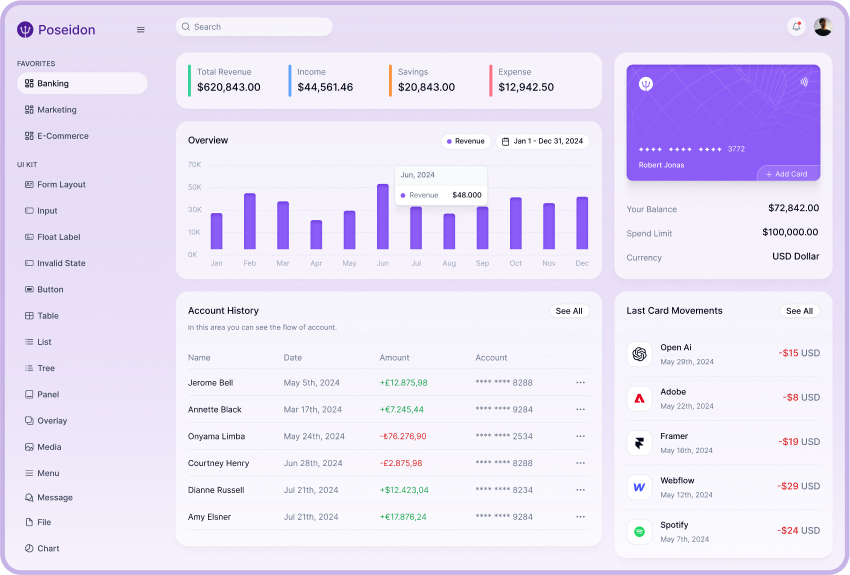 Poseidon
Search
FAVORITES
Banking
Marketing
E-Commerce
UI KIT
Form Layout
Input
Float Label
Invalid State
Button
Table
List
Tree
Panel
Overlay
Media
Menu
Message
File
Chart
Total Revenue
$620,843.00
Income
$44,561.46
Savings
$20,843.00
Expense
$12,942.50
Overview
Revenue
Jan 1 - Dec 31, 2024
70K
50K
30K
10K
0K
Jun, 2024
Revenue $48.000
Jan Feb Mar Apr May Jun Jul Aug Sep Oct Nov Dec
3772
Robert Jonas
+ Add Card
Your Balance $72,842.00
Spend Limit $100,000.00
Currency USD Dollar
Account History
See All
In this area you can see the flow of account.
Name Date Amount Account
Jerome Bell May 5th, 2024 +£12.875,98 **** **** 8288
Annette Black Mar 17th, 2024 +€7.245,44 **** **** 9284
Onyama Limba May 24th, 2024 -₺76.276,90 **** **** 2534
Courtney Henry Jun 28th, 2024 -£2.875,98 **** **** 8288
Dianne Russell Jul 21th, 2024 +$12.423,04 **** **** 8234
Amy Elsner Jul 21th, 2024 +€17.876,24 **** **** 9284
Last Card Movements
See All
Open Ai
May 29th, 2024
-$15 USD
Adobe
May 22th, 2024
-$8 USD
Framer
May 16th, 2024
-$19 USD
Webflow
May 12th, 2024
-$29 USD
Spotify
May 7th, 2024
-$24 USD